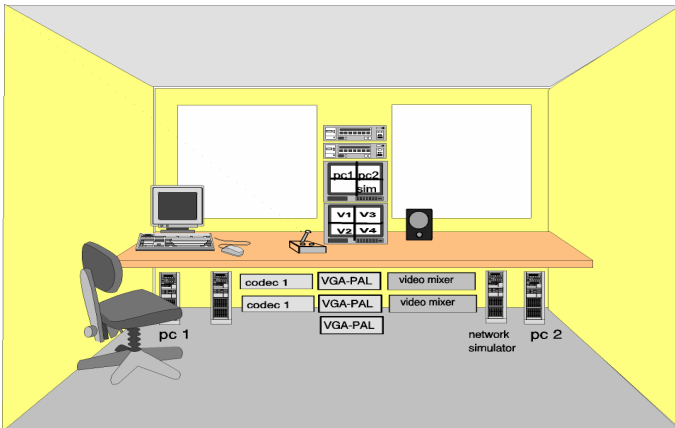 pc1 pc2
sim
V1 V3
V2 V4
codec 1 VGA-PAL video mixer
codec 1 VGA-PAL video mixer
VGA-PAL
pc 1
network
simulator
pc 2